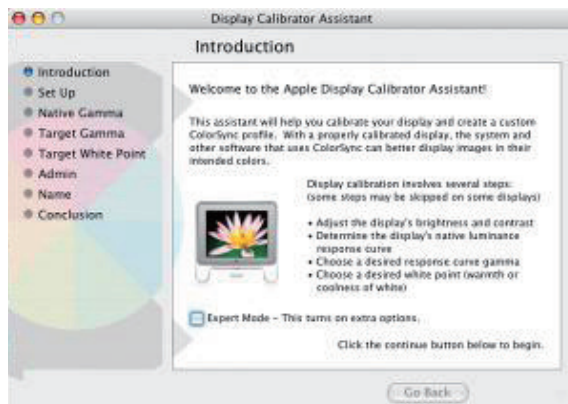 Display Calibrator Assistant
Introduction
Introduction
Set Up
Native Gamma
Target Gamma
Target White Point
Admin
Name
Conclusion
Welcome to the Apple Display Calibrator Assistant!
This assistant will help you calibrate your display and create a custom
ColorSync profile. With a properly calibrated display, the system and
other software that uses ColorSync can better display images in their
intended colors.
Display calibration involves several steps:
(some steps may be skipped on some displays)
• Adjust the display's brightness and contrast
• Determine the display's native luminance
response curve
• Choose a desired response curve gamma
• Choose a desired white point (warmth or
coolness of white)
Expert Mode – This turns on extra options.
Click the continue button below to begin.
Go Back